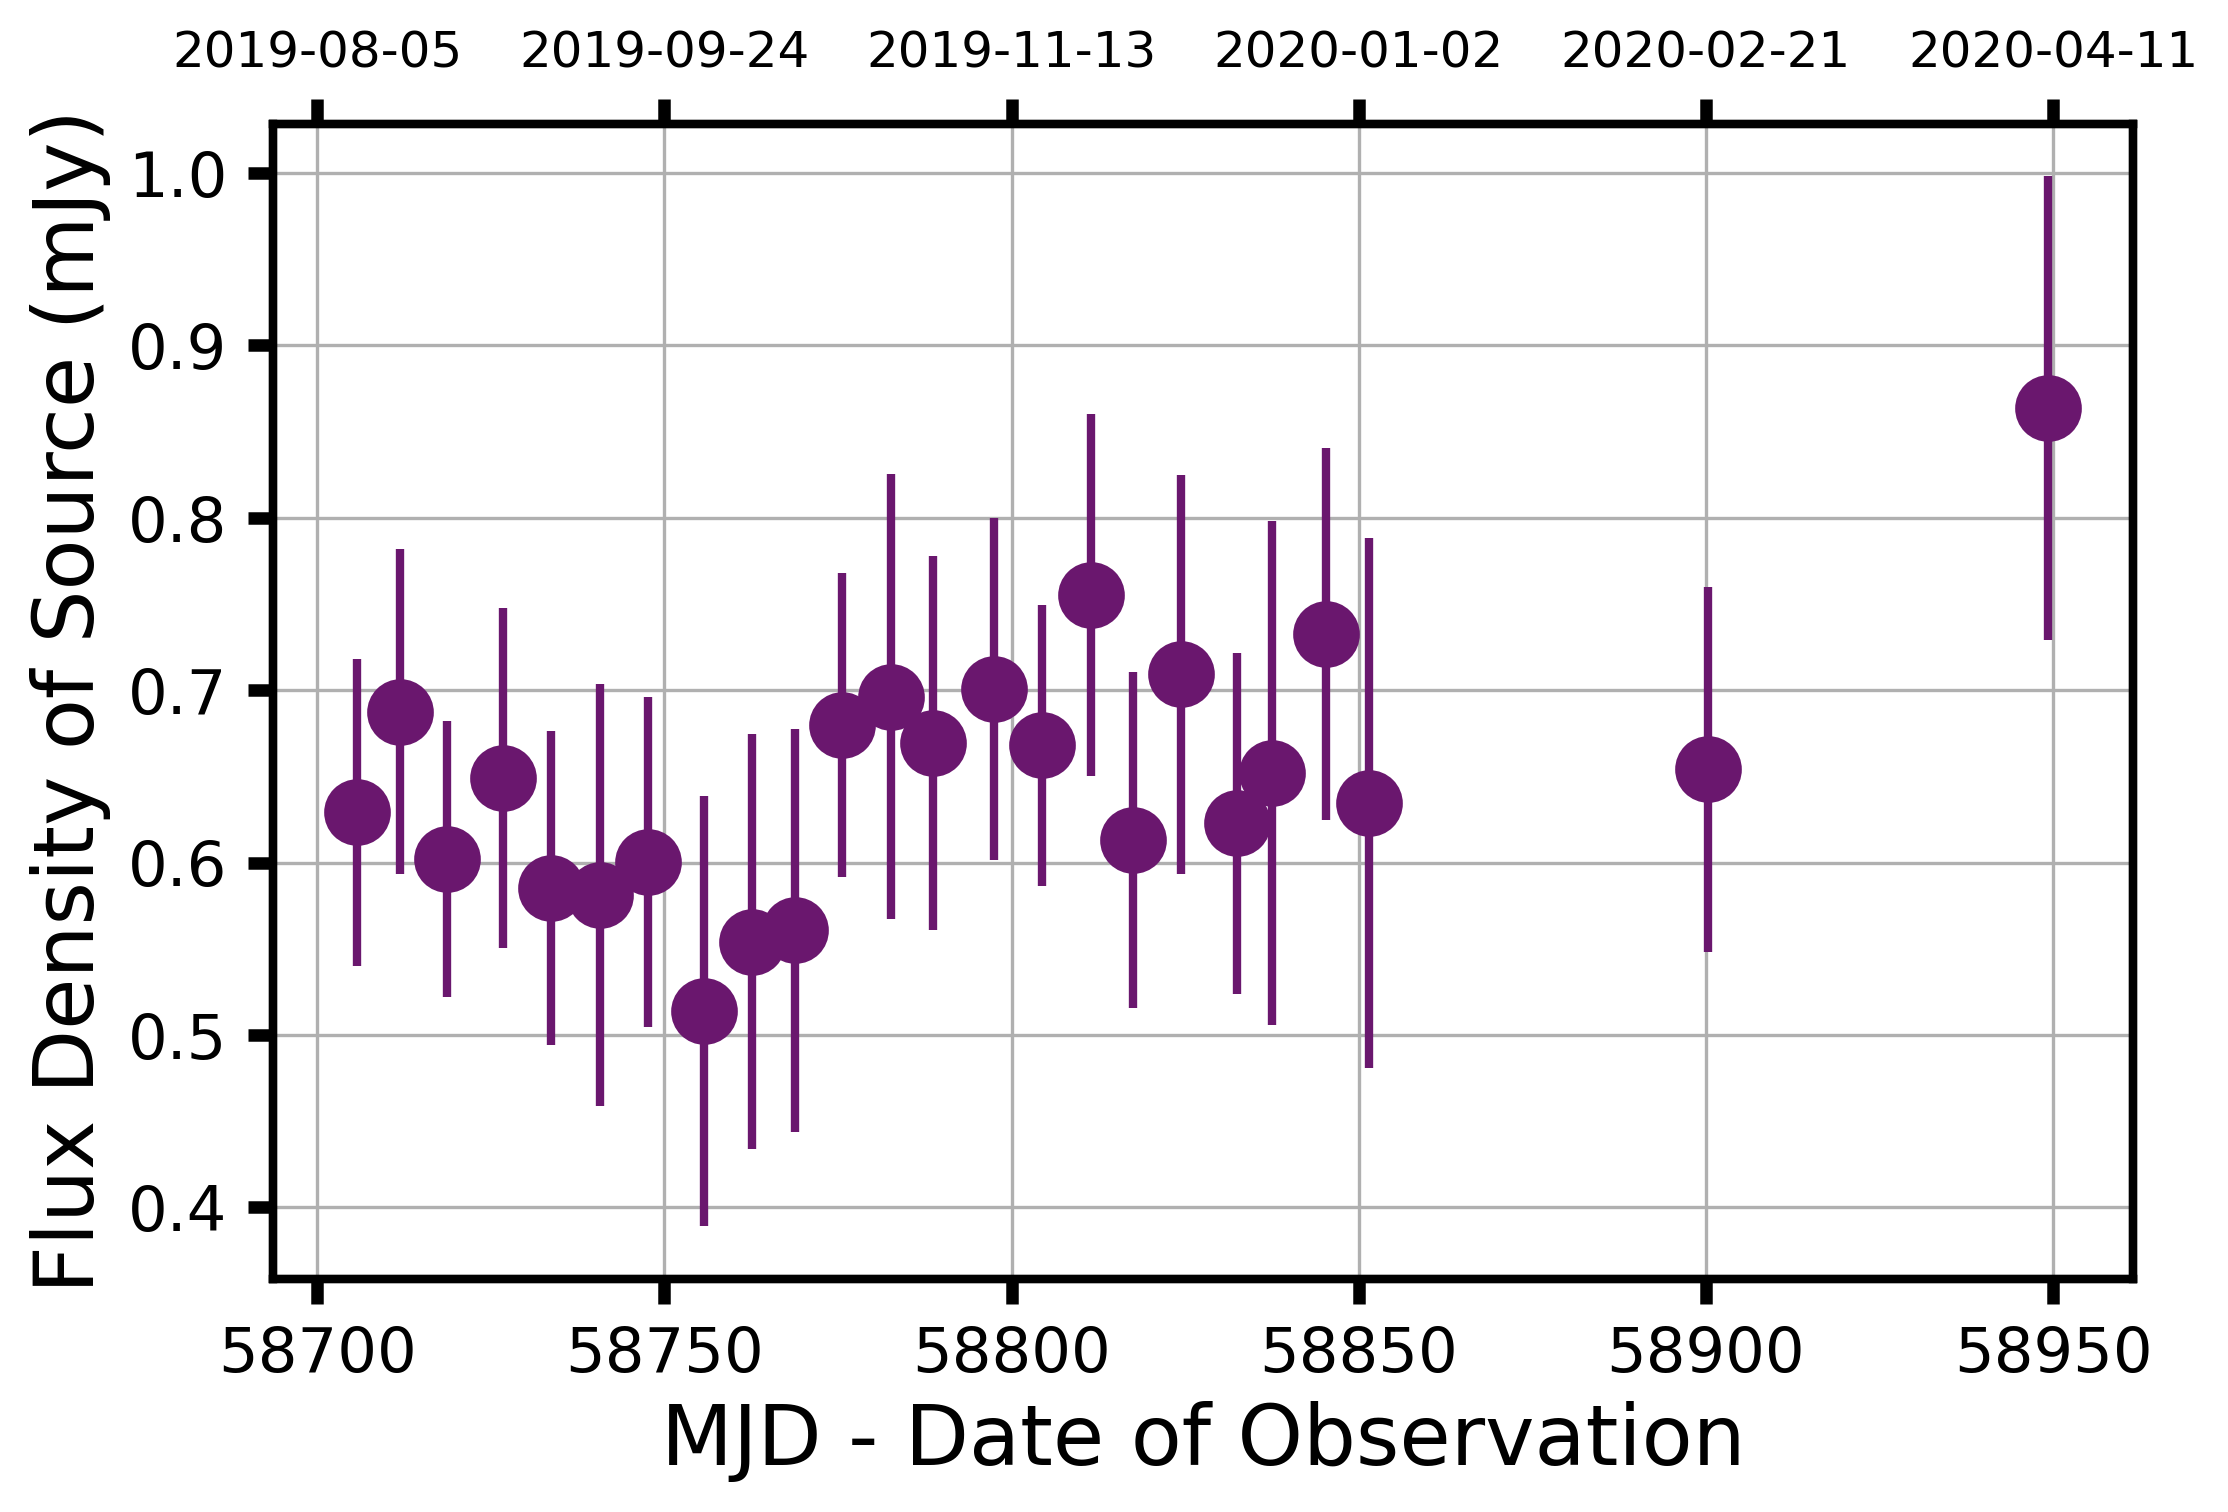 2019-08-05 2019-09-24 2019-11-13 2020-01-02 2020-02-21 2020-04-11
Flux Density of Source (mJy)
1.0
0.9
0.8
0.7
0.6
0.5
0.4
58700 58750 58800 58850 58900 58950
MJD - Date of Observation